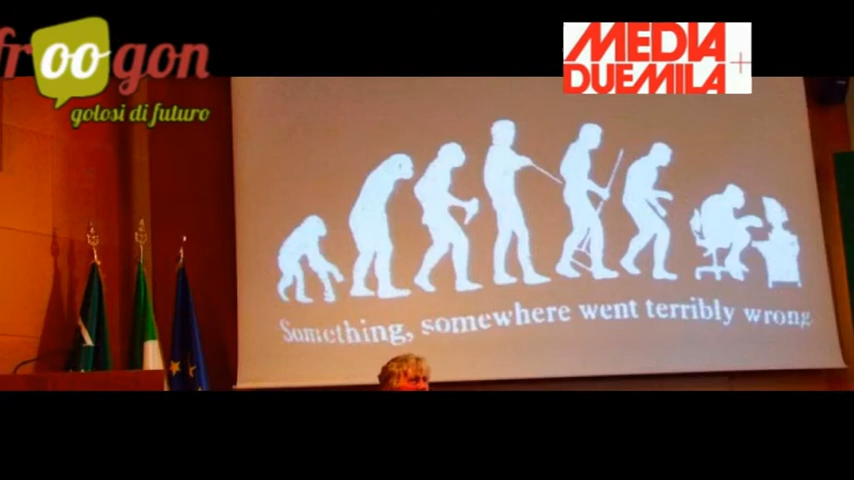 froogon
golosi di futuro
MEDIA
DUEMILA+
Something, somewhere went terribly wrong